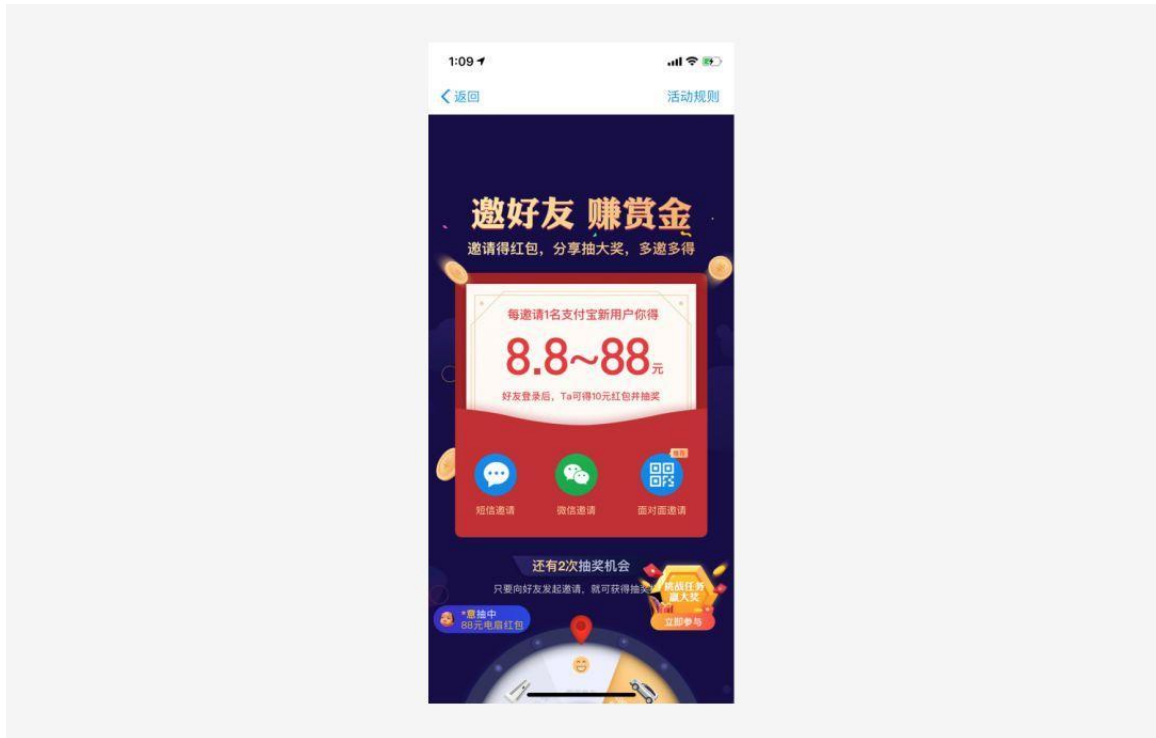 1:09
返回
活动规则
邀好友 赚赏金
邀请得红包，分享抽大奖，多邀多得
每邀请1名支付宝新用户你得
8.8~88元
好友登录后，Ta可得10元红包并抽奖
推荐
短信邀请
微信邀请
面对面邀请
还有2次抽奖机会
只要向好友发起邀请，就可获得抽奖
挑战任务
赢大奖
立即参与
*意抽中
88元电扇红包